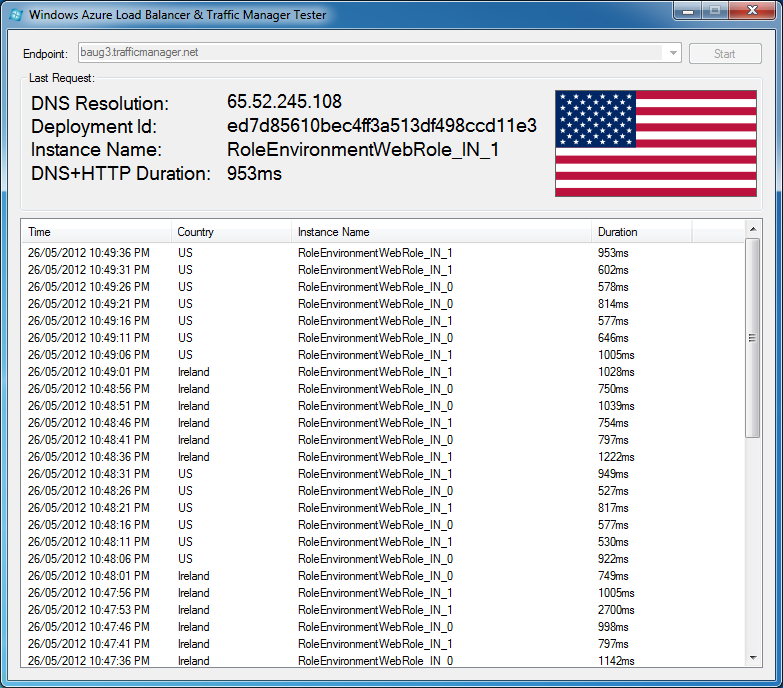 Windows Azure Load Balancer & Traffic Manager Tester
Endpoint: baug3.trafficmanager.net Start
Last Request:
DNS Resolution: 65.52.245.108
Deployment Id: ed7d85610bec4ff3a513df498ccd11e3
Instance Name: RoleEnvironmentWebRole_IN_1
DNS+HTTP Duration: 953ms
Time Country Instance Name Duration
26/05/2012 10:49:36 PM US RoleEnvironmentWebRole_IN_1 953ms
26/05/2012 10:49:31 PM US RoleEnvironmentWebRole_IN_1 602ms
26/05/2012 10:49:26 PM US RoleEnvironmentWebRole_IN_0 578ms
26/05/2012 10:49:21 PM US RoleEnvironmentWebRole_IN_0 814ms
26/05/2012 10:49:16 PM US RoleEnvironmentWebRole_IN_1 577ms
26/05/2012 10:49:11 PM US RoleEnvironmentWebRole_IN_0 646ms
26/05/2012 10:49:06 PM US RoleEnvironmentWebRole_IN_1 1005ms
26/05/2012 10:49:01 PM Ireland RoleEnvironmentWebRole_IN_1 1028ms
26/05/2012 10:48:56 PM Ireland RoleEnvironmentWebRole_IN_0 750ms
26/05/2012 10:48:51 PM Ireland RoleEnvironmentWebRole_IN_0 1039ms
26/05/2012 10:48:46 PM Ireland RoleEnvironmentWebRole_IN_1 754ms
26/05/2012 10:48:41 PM Ireland RoleEnvironmentWebRole_IN_0 797ms
26/05/2012 10:48:36 PM Ireland RoleEnvironmentWebRole_IN_1 1222ms
26/05/2012 10:48:31 PM US RoleEnvironmentWebRole_IN_1 949ms
26/05/2012 10:48:26 PM US RoleEnvironmentWebRole_IN_0 527ms
26/05/2012 10:48:21 PM US RoleEnvironmentWebRole_IN_1 817ms
26/05/2012 10:48:16 PM US RoleEnvironmentWebRole_IN_0 577ms
26/05/2012 10:48:11 PM US RoleEnvironmentWebRole_IN_1 530ms
26/05/2012 10:48:06 PM US RoleEnvironmentWebRole_IN_0 922ms
26/05/2012 10:48:01 PM Ireland RoleEnvironmentWebRole_IN_0 749ms
26/05/2012 10:47:56 PM Ireland RoleEnvironmentWebRole_IN_1 1005ms
26/05/2012 10:47:53 PM Ireland RoleEnvironmentWebRole_IN_1 2700ms
26/05/2012 10:47:46 PM Ireland RoleEnvironmentWebRole_IN_0 998ms
26/05/2012 10:47:41 PM Ireland RoleEnvironmentWebRole_IN_1 797ms
26/05/2012 10:47:36 PM Ireland RoleEnvironmentWebRole_IN_0 1142ms